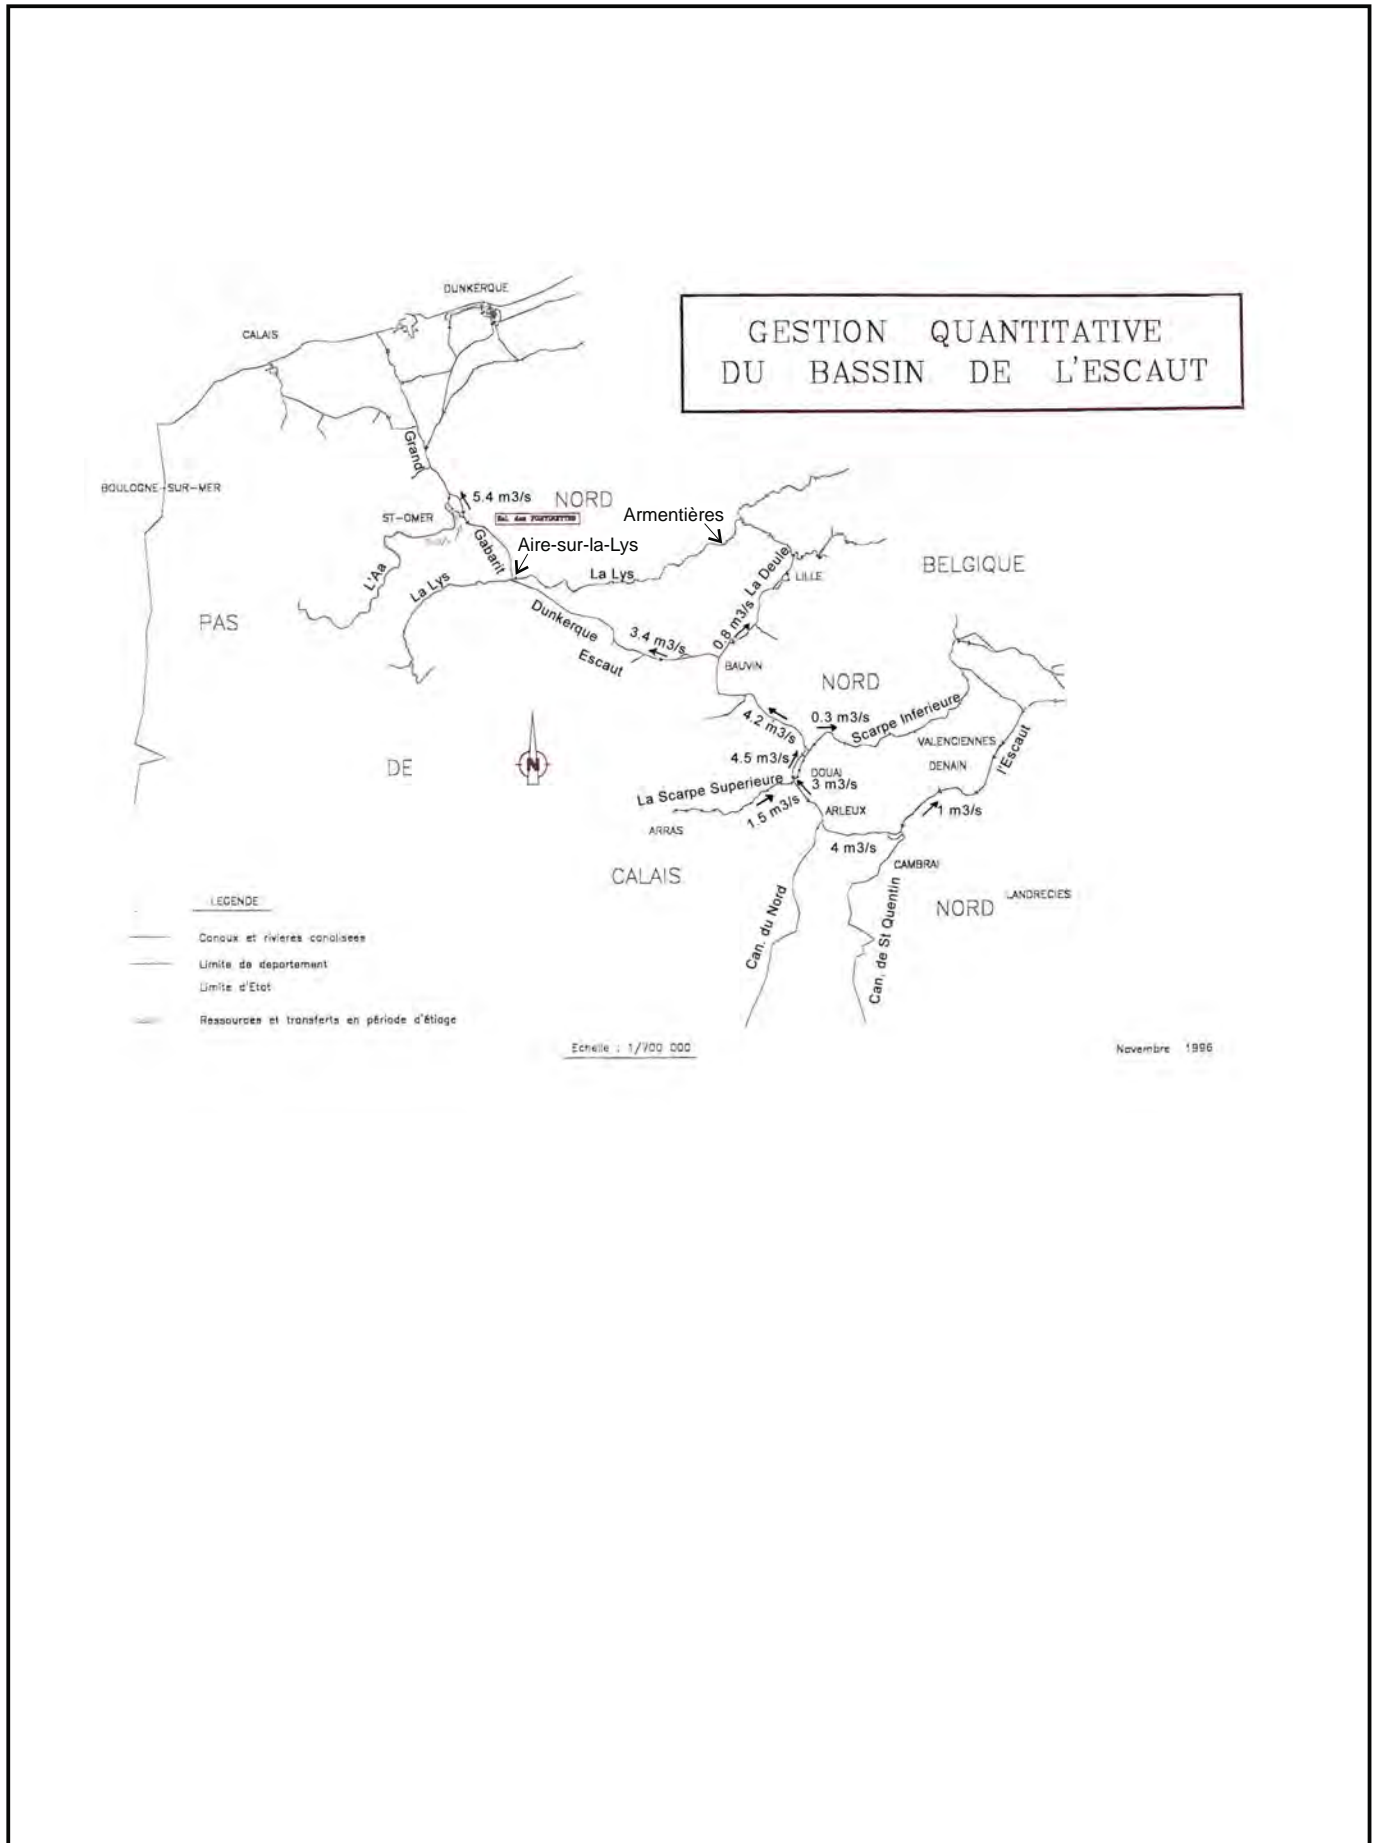 GESTION QUANTITATIVE
DU BASSIN DE L'ESCAUT
DUNKERQUE
CALAIS
Grand
BOULOGNE-SUR-MER
5.4 m3/s
NORD
ST-OMER
Armentières
Gabarit
Aire-sur-la-Lys
L'Aa
La Lys
La Lys
La Deule
LILLE
BELGIQUE
PAS
Dunkerque
Escaut
3.4 m3/s
0.8 m3/s
BAUVIN
NORD
4.2 m3/s
0.3 m3/s
Scarpe Inferieure
VALENCIENNES
DENAIN
l'Escaut
DE
N
4.5 m3/s
DOUAI
La Scarpe Superieure
3 m3/s
1.5 m3/s
ARLEUX
1 m3/s
ARRAS
4 m3/s
CAMBRAI
CALAIS
Can. du Nord
Can. de St Quentin
NORD
LANDRECIES
LEGENDE
Canaux et rivieres canalisees
Limite de departement
Limite d'Etat
Ressources et transferts en période d'étiage
Echelle : 1/700 000
Novembre 1996